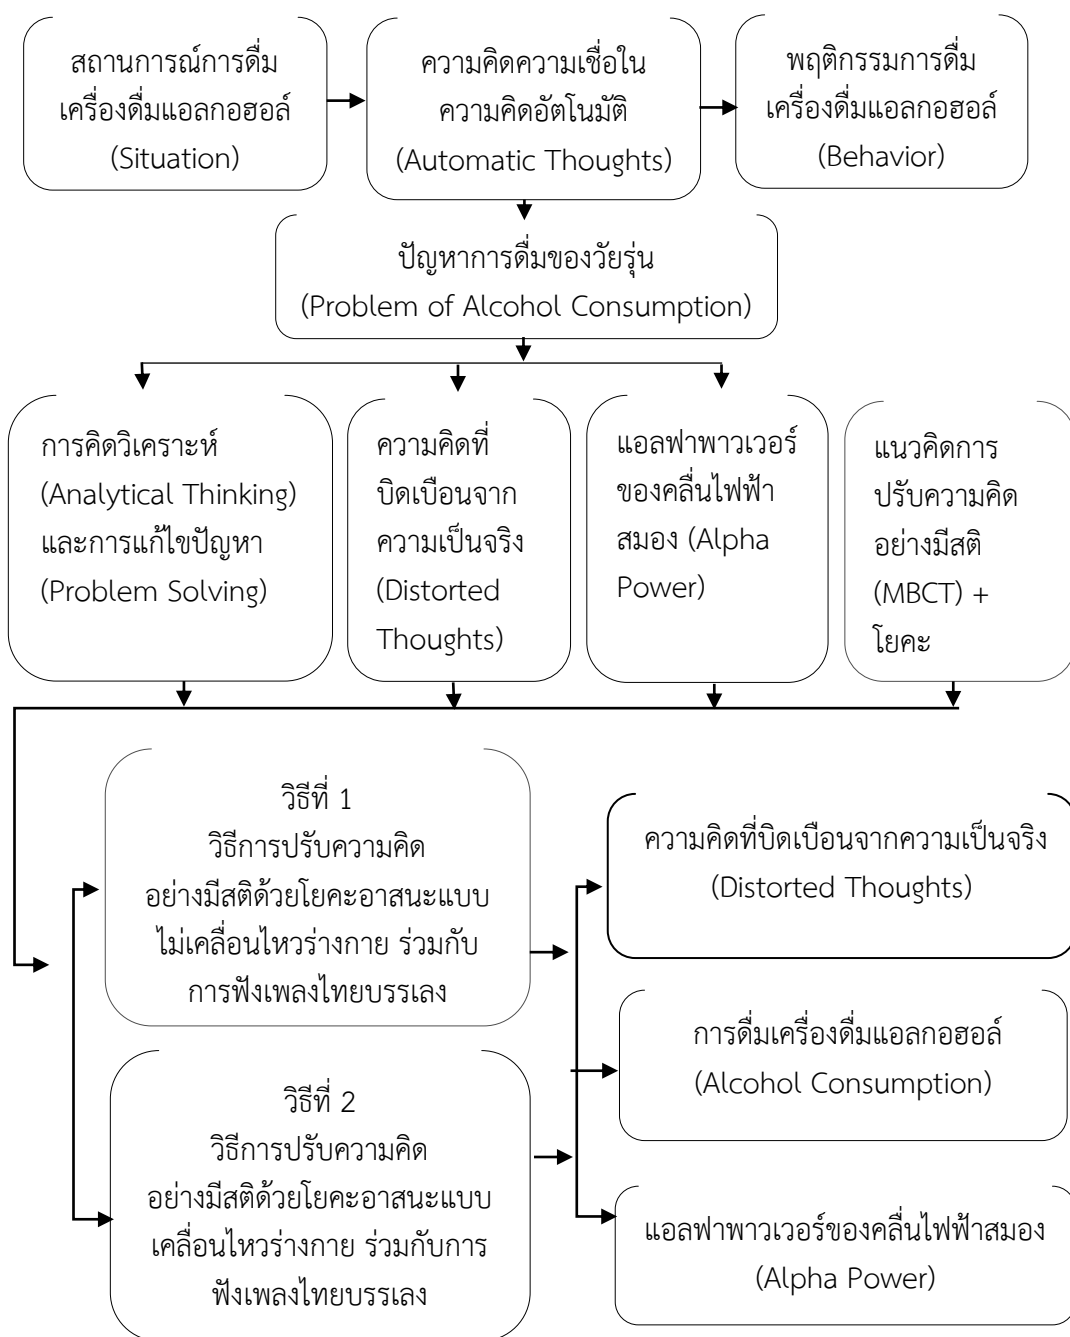 สถานการณ์การดื่ม
เครื่องดื่มแอลกอฮอล์
(Situation)
ความคิดความเชื่อใน
ความคิดอัตโนมัติ
(Automatic Thoughts)
พฤติกรรมการดื่ม
เครื่องดื่มแอลกอฮอล์
(Behavior)
ปัญหาการดื่มของวัยรุ่น
(Problem of Alcohol Consumption)
การคิดวิเคราะห์
(Analytical Thinking)
และการแก้ไขปัญหา
(Problem Solving)
ความคิดที่
บิดเบือนจาก
ความเป็นจริง
(Distorted
Thoughts)
แอลฟาพาวเวอร์
ของคลื่นไฟฟ้า
สมอง (Alpha
Power)
แนวคิดการ
ปรับความคิด
อย่างมีสติ
(MBCT) +
โยคะ
วิธีที่ 1
วิธีการปรับความคิด
อย่างมีสติด้วยโยคะอาสนะแบบ
ไม่เคลื่อนไหวร่างกาย ร่วมกับ
การฟังเพลงไทยบรรเลง
วิธีที่ 2
วิธีการปรับความคิด
อย่างมีสติด้วยโยคะอาสนะแบบ
เคลื่อนไหวร่างกาย ร่วมกับการ
ฟังเพลงไทยบรรเลง
ความคิดที่บิดเบือนจากความเป็นจริง
(Distorted Thoughts)
การดื่มเครื่องดื่มแอลกอฮอล์
(Alcohol Consumption)
แอลฟาพาวเวอร์ของคลื่นไฟฟ้าสมอง
(Alpha Power)